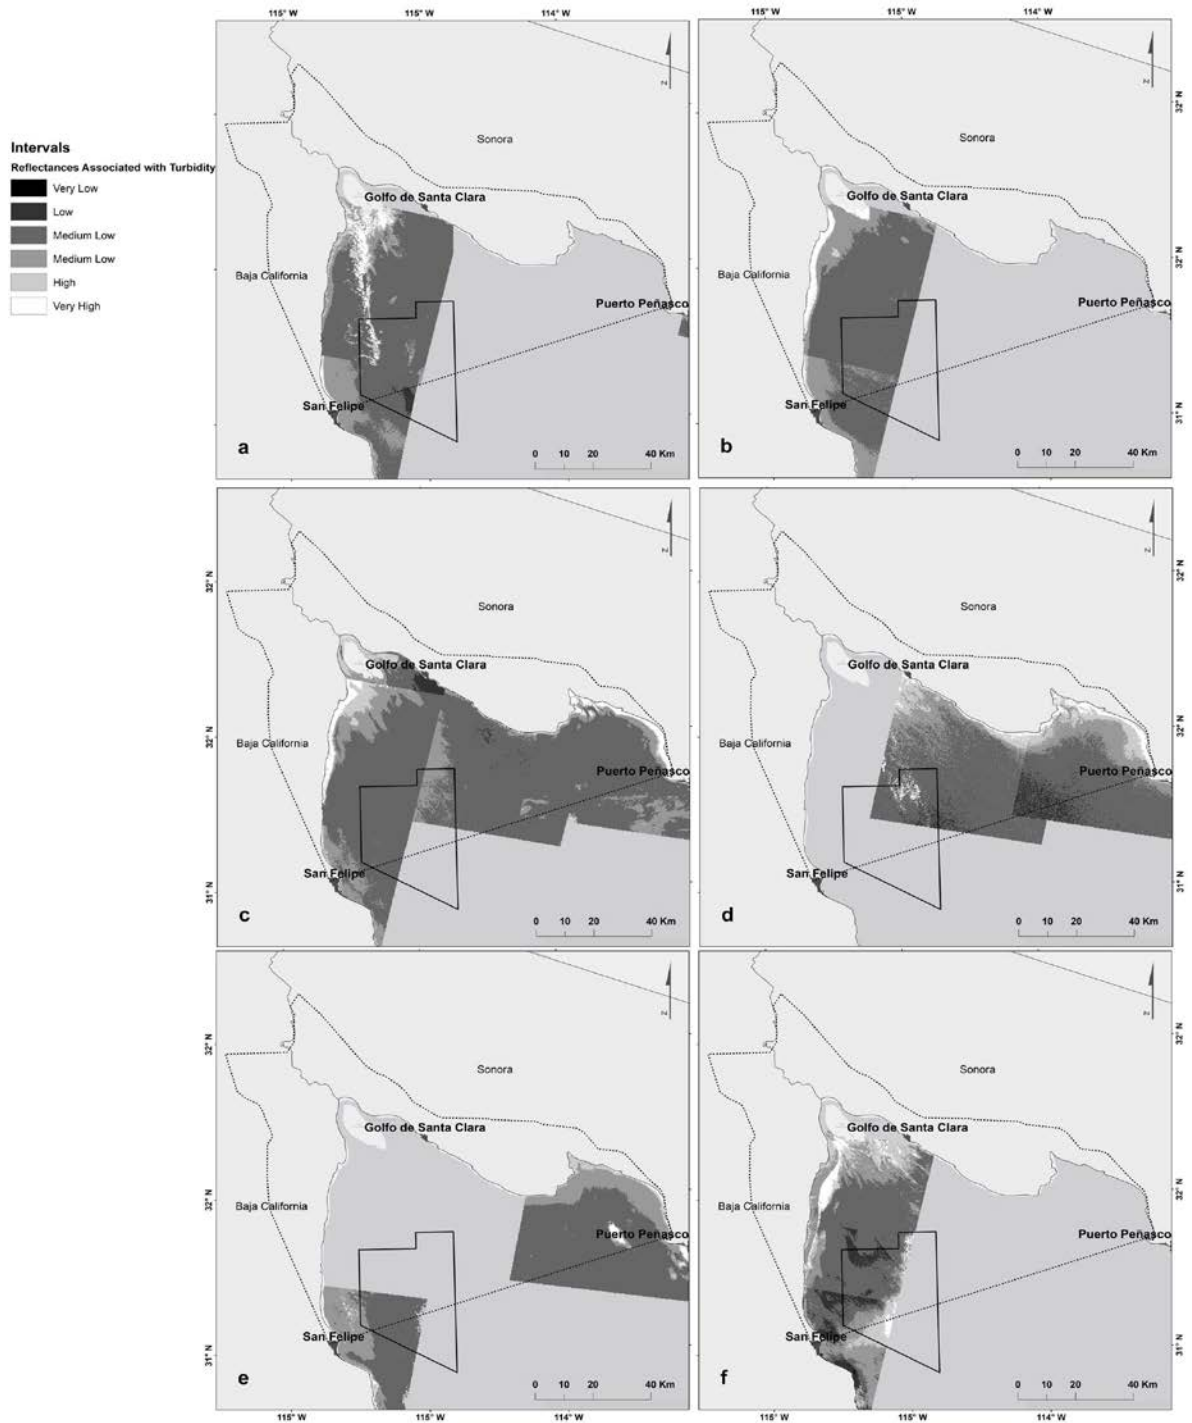 115° W 115° W 114° W
115° W 115° W 114° W
Intervals
Reflectances Associated with Turbidity
Very Low
Low
Medium Low
Medium Low
High
Very High
N
Sonora
Golfo de Santa Clara
Baja California
Puerto Peñasco
San Felipe
a
0 10 20 40 Km
N
32° N
Sonora
Golfo de Santa Clara
32° N
Baja California
Puerto Peñasco
San Felipe
31° N
b
0 10 20 40 Km
N
32° N
Sonora
Golfo de Santa Clara
32° N
Baja California
Puerto Peñasco
San Felipe
31° N
c
0 10 20 40 Km
N
32° N
Sonora
Golfo de Santa Clara
32° N
Baja California
Puerto Peñasco
San Felipe
31° N
d
0 10 20 40 Km
N
32° N
Sonora
Golfo de Santa Clara
32° N
Baja California
Puerto Peñasco
San Felipe
31° N
e
0 10 20 40 Km
N
32° N
Sonora
Golfo de Santa Clara
32° N
Baja California
Puerto Peñasco
San Felipe
31° N
f
0 10 20 40 Km
115° W 115° W 114° W
115° W 115° W 114° W